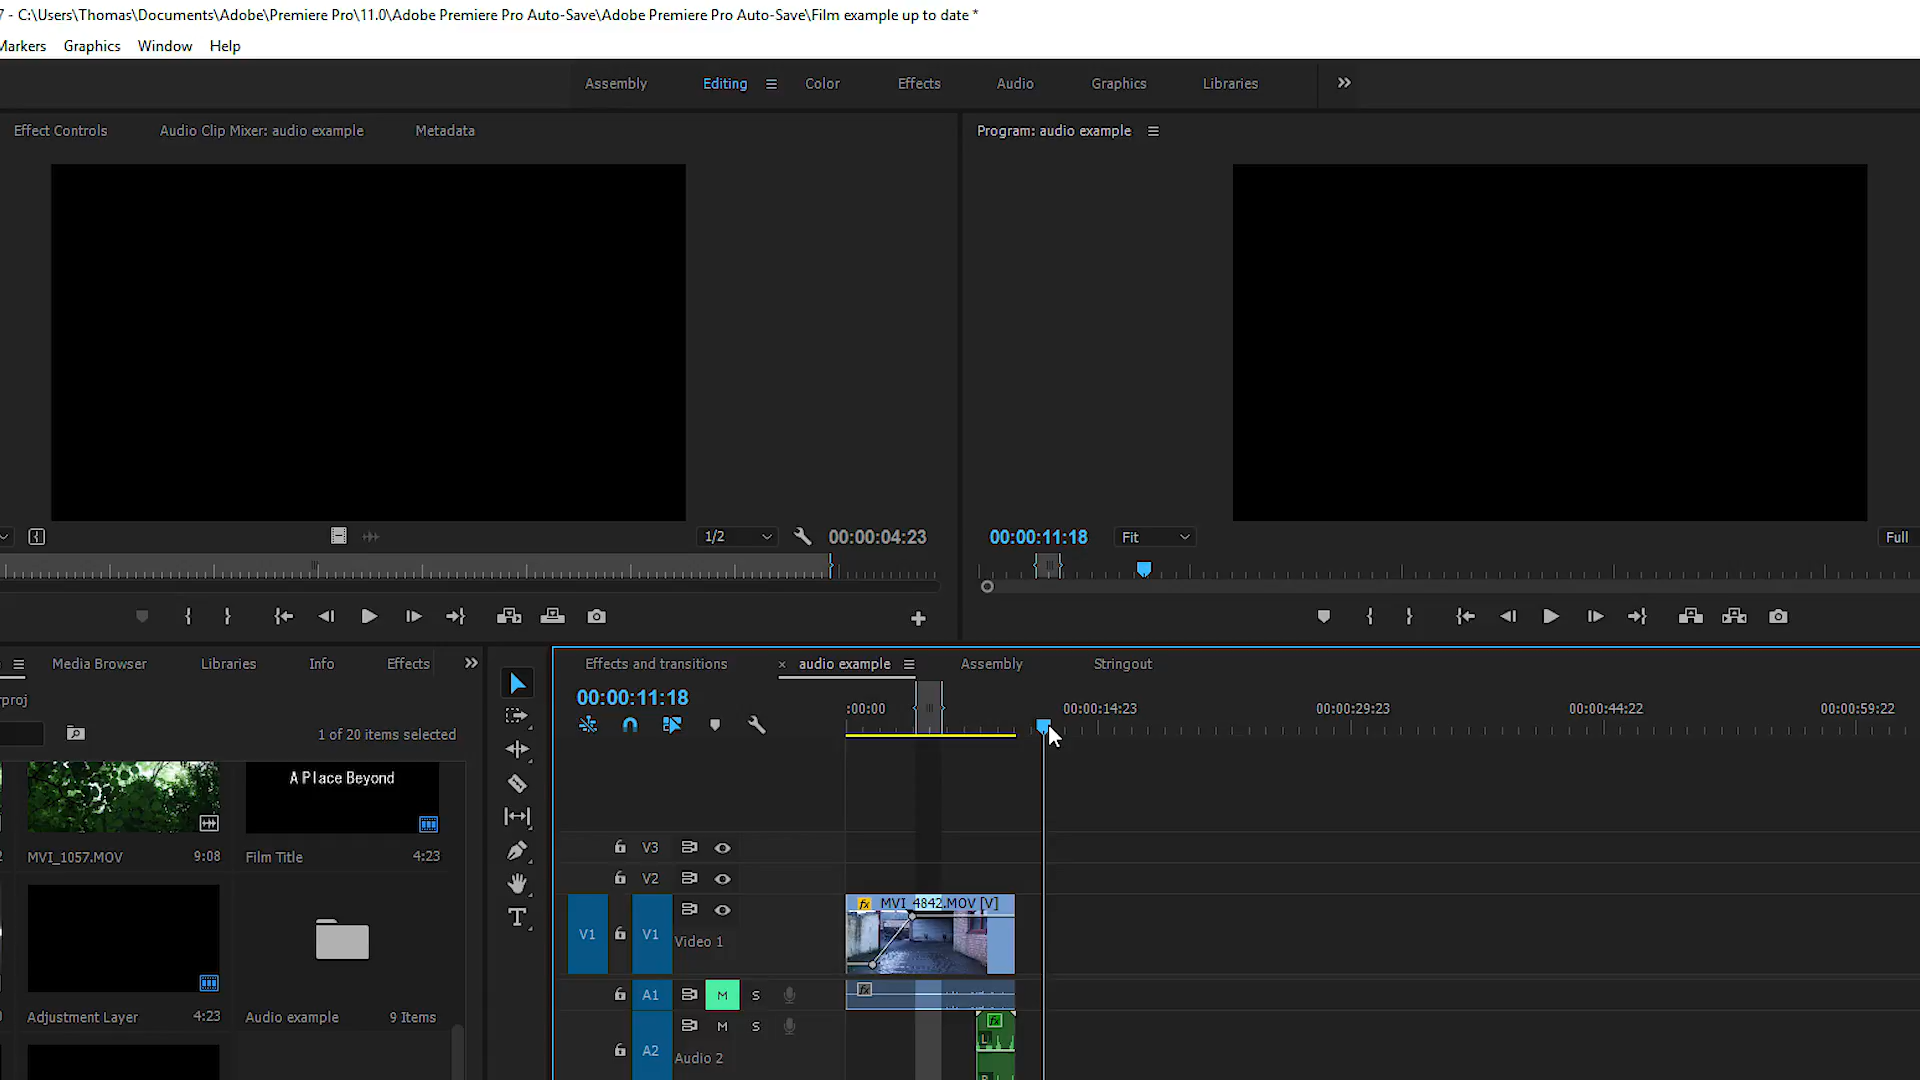 7 - C:\Users\Thomas\Documents\Adobe\Premiere Pro\11.0\Adobe Premiere Pro Auto-Save\Adobe Premiere Pro Auto-Save\Film example up to date *
Markers Graphics Window Help
Assembly Editing Color Effects Audio Graphics Libraries
Effect Controls Audio Clip Mixer: audio example Metadata
Program: audio example
1/2 00:00:04:23
00:00:11:18 Fit Full
Media Browser Libraries Info Effects
rproj
1 of 20 items selected
A Place Beyond
MVI_1057.MOV 9:08
Film Title 4:23
Adjustment Layer 4:23
Audio example 9 Items
Effects and transitions × audio example Assembly Stringout
00:00:11:18
:00:00 00:00:14:23 00:00:29:23 00:00:44:22 00:00:59:22
V3
V2
V1 V1 Video 1
fx MVI_4842.MOV [V]
A1 M S
fx
A2 M S
Audio 2
fx
L
R